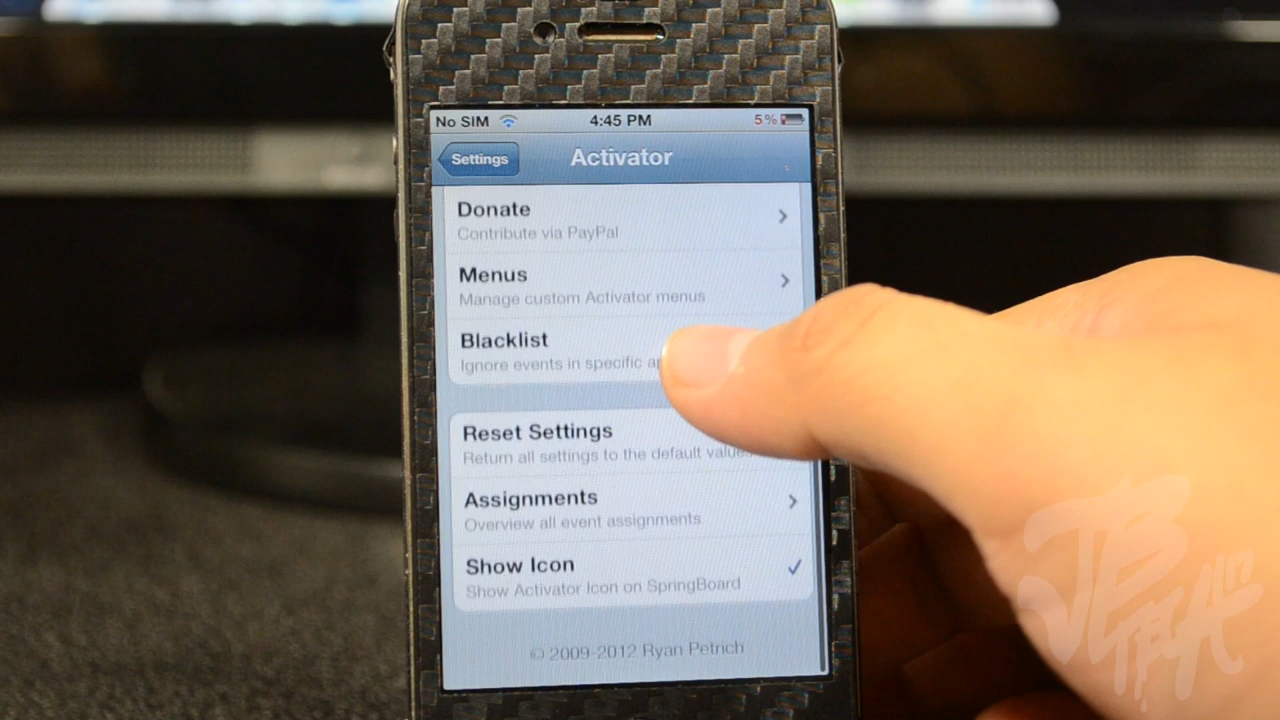 No SIM 4:45 PM 5%
Settings Activator
Donate
Contribute via PayPal
Menus
Manage custom Activator menus
Blacklist
Ignore events in specific
Reset Settings
Return all settings to the default
Assignments
Overview all event assignments
Show Icon
Show Activator Icon on SpringBoard
© 2009-2012 Ryan Petrich